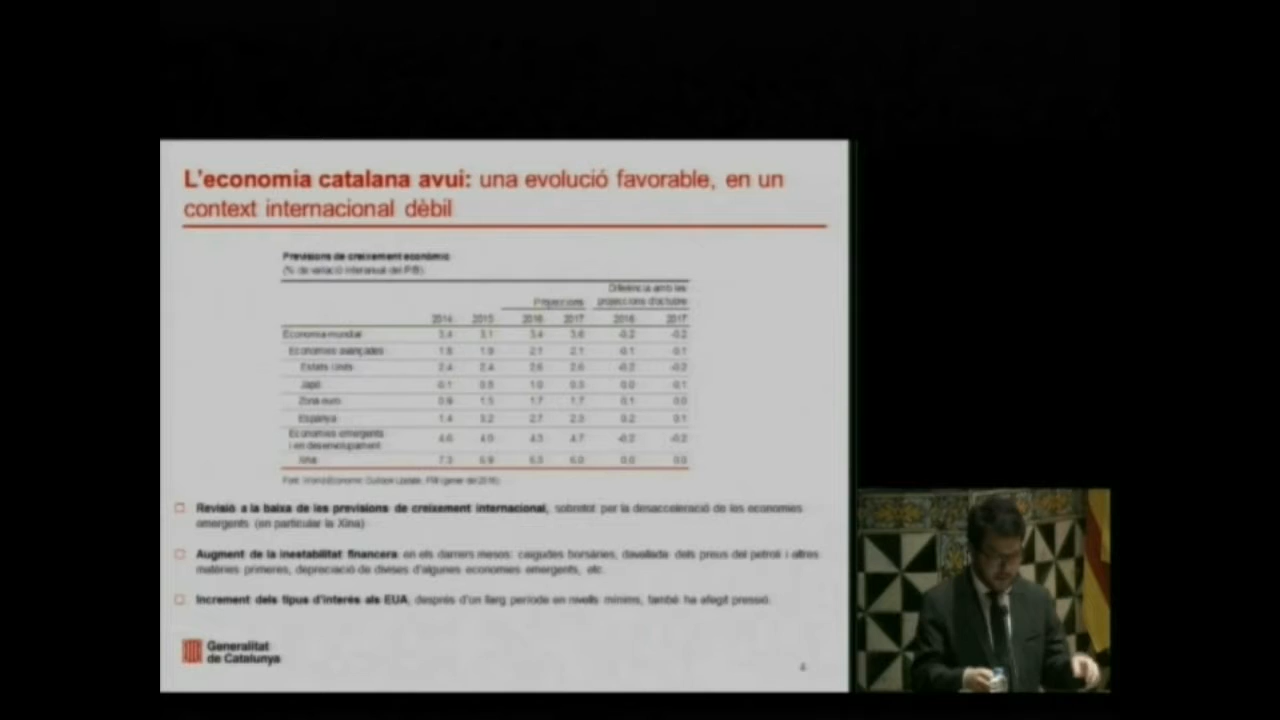 L'economia catalana avui: una evolució favorable, en un
context internacional dèbil
Previsions de creixement econòmic
(% de variació interanual del PIB)
Diferència amb les
Projeccions projeccions d'octubre
2014 2015 2016 2017 2016 2017
Economia mundial 3.4 3.1 3.4 3.6 -0.2 -0.2
Economies avançades 1.8 1.9 2.1 2.1 -0.1 0.1
Estats Units 2.4 2.4 2.6 2.6 -0.2 -0.2
Japó 0.5 1.0 0.0 0.1
Zona euro 0.9 1.5 1.7 1.7 0.1 0.0
Espanya 1.4 3.2 2.7 2.3 0.2 0.1
Economies emergents
i en desenvolupament 4.6 4.0 4.3 4.7 -0.2 -0.2
Xina 7.3 6.9 6.3 6.0 0.0 0.0
Font: World Economic Outlook Update, FMI (gener del 2016)
Revisió a la baixa de les previsions de creixement internacional, sobretot per la desacceleració de les economies
emergents (en particular la Xina)
Augment de la inestabilitat financera en els darrers mesos: caigudes borsàries, davallada dels preus del petroli i altres
matèries primeres, depreciació de divises d'algunes economies emergents, etc.
Increment dels tipus d'interès als EUA, després d'un llarg període en nivells mínims, també ha afegit pressió.
Generalitat
de Catalunya
4